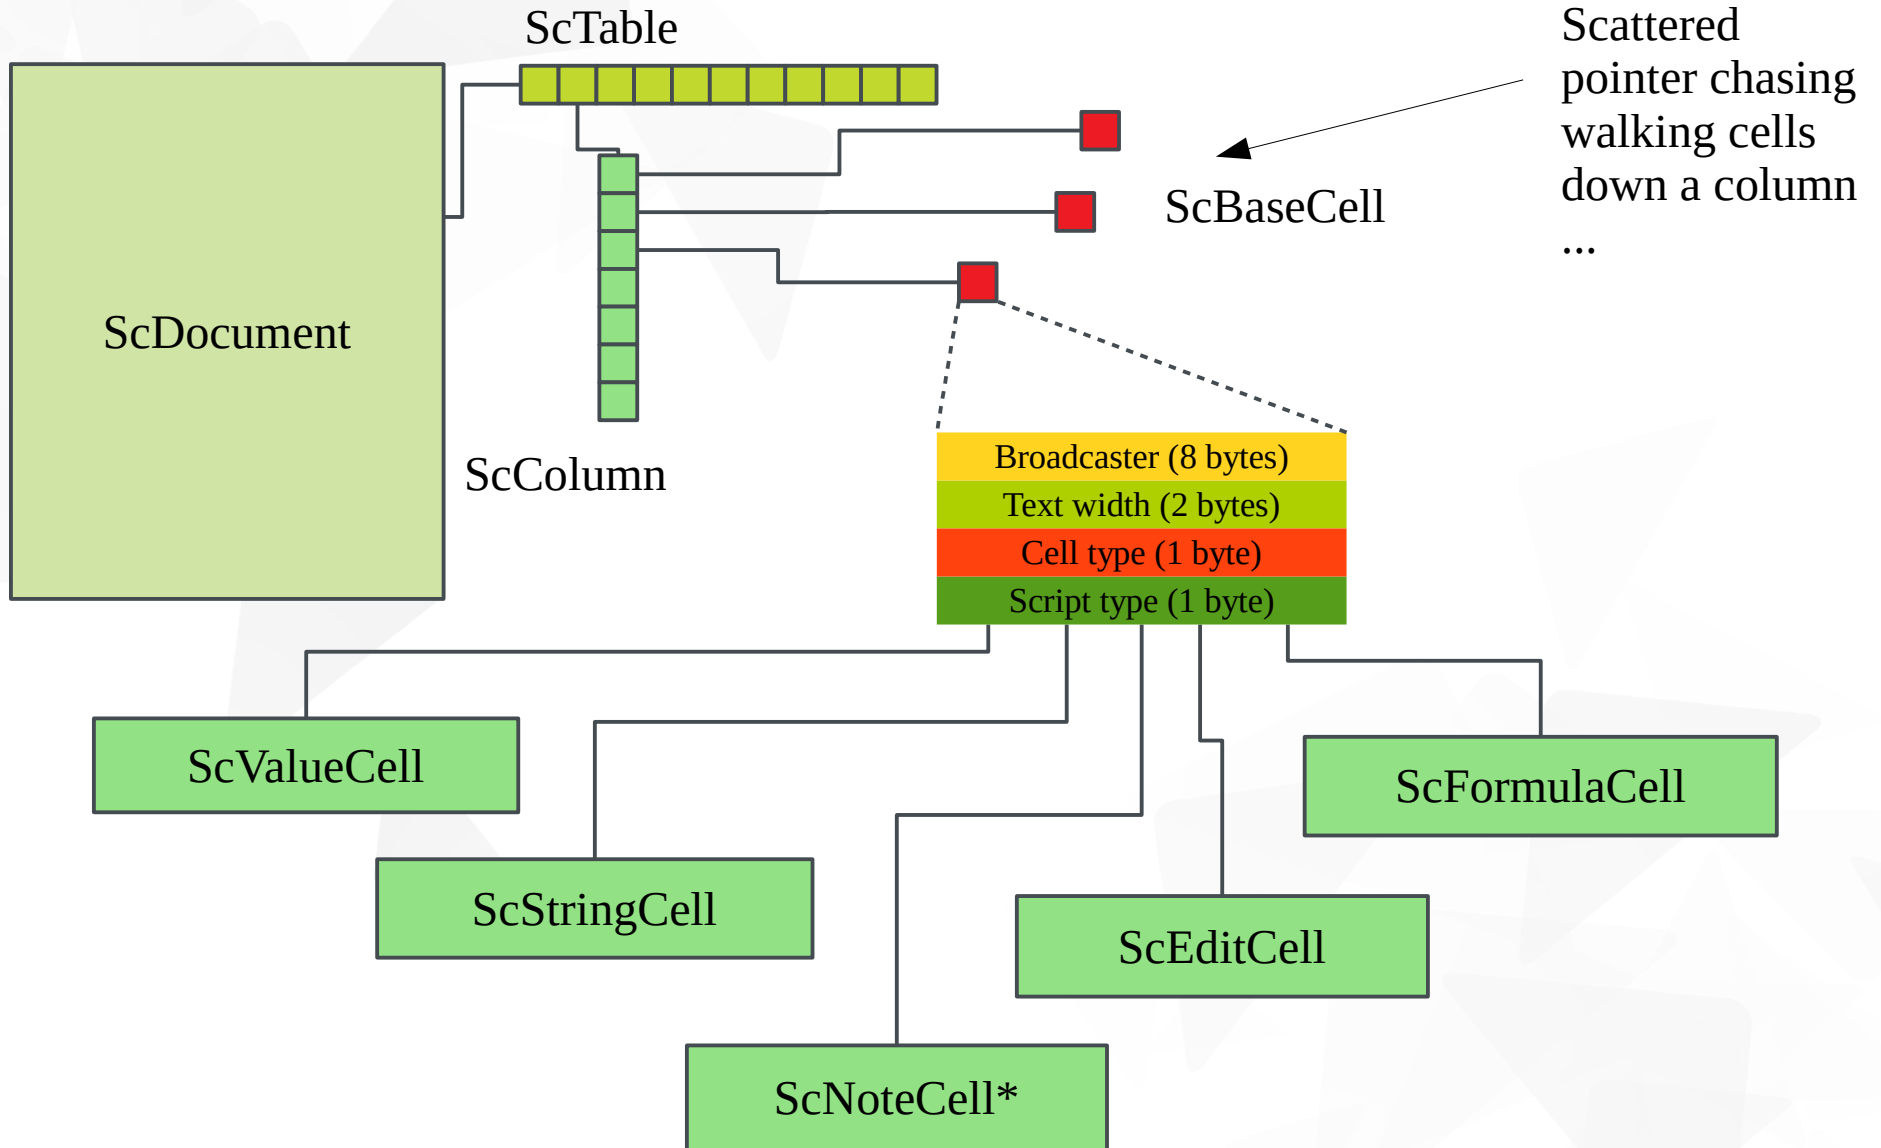 ScTable
Scattered
pointer chasing
walking cells
down a column
...
ScBaseCell
ScDocument
ScColumn
Broadcaster (8 bytes)
Text width (2 bytes)
Cell type (1 byte)
Script type (1 byte)
ScValueCell
ScFormulaCell
ScStringCell
ScEditCell
ScNoteCell*